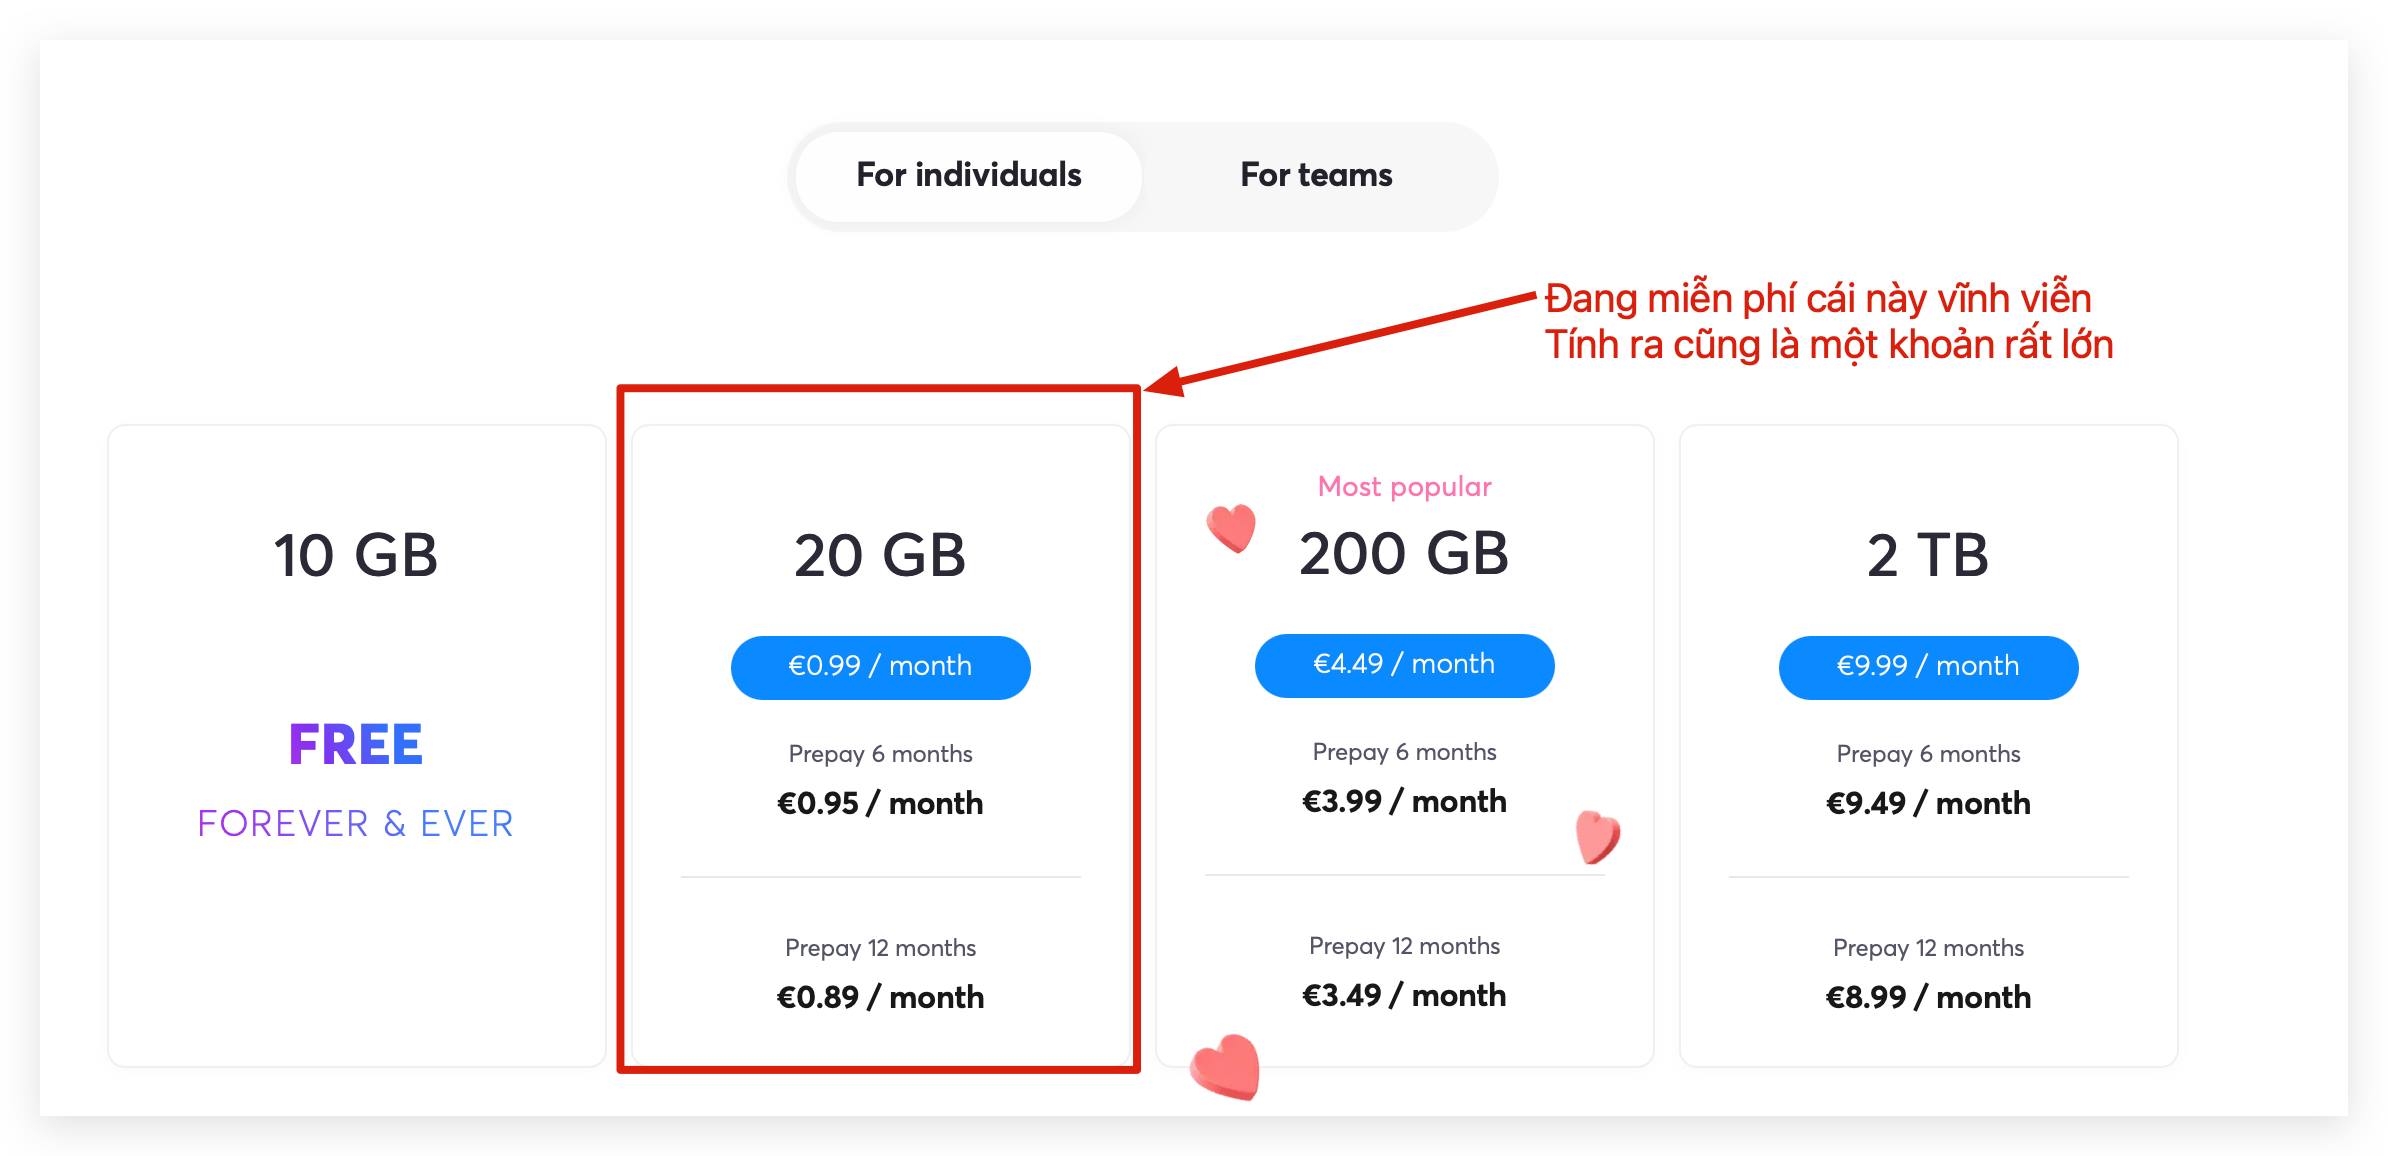 For individuals
For teams
Đang miễn phí cái này vĩnh viễn
Tính ra cũng là một khoản rất lớn
10 GB
FREE
FOREVER & EVER
20 GB
€0.99 / month
Prepay 6 months
€0.95 / month
Prepay 12 months
€0.89 / month
Most popular
200 GB
€4.49 / month
Prepay 6 months
€3.99 / month
Prepay 12 months
€3.49 / month
2 TB
€9.99 / month
Prepay 6 months
€9.49 / month
Prepay 12 months
€8.99 / month